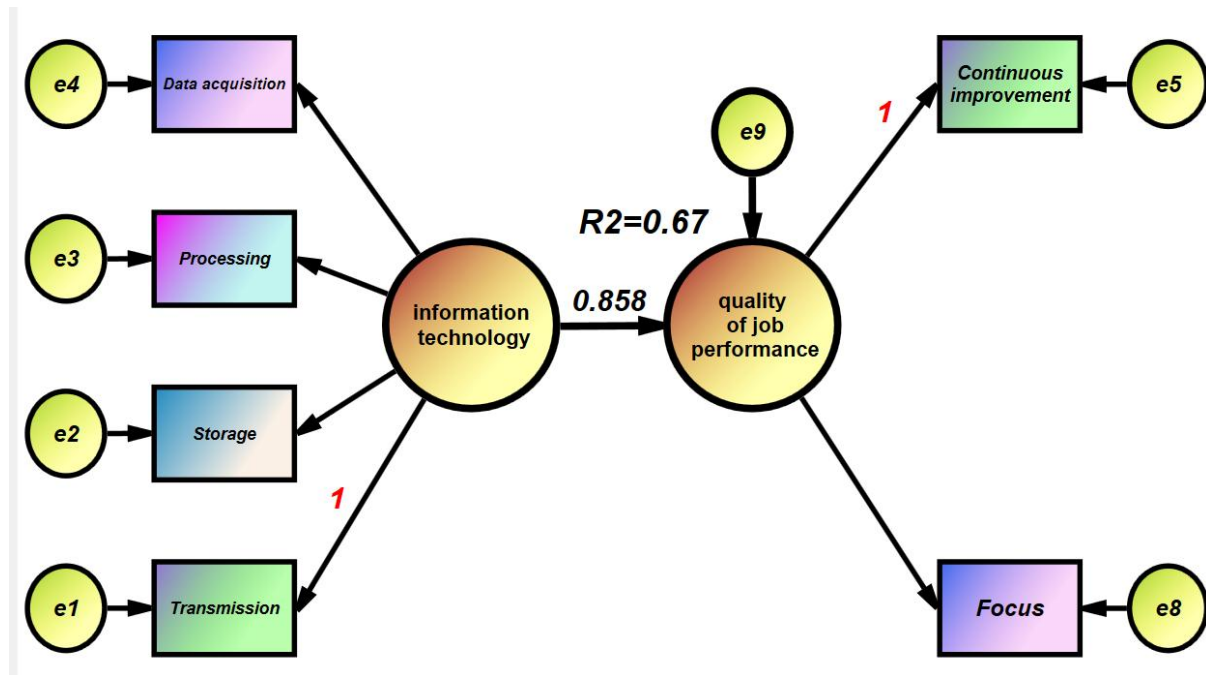 e4
Data acquisition
e3
Processing
e2
Storage
1
e1
Transmission
information
technology
R2=0.67
0.858
e9
quality
of job
performance
1
Continuous
improvement
e5
Focus
e8